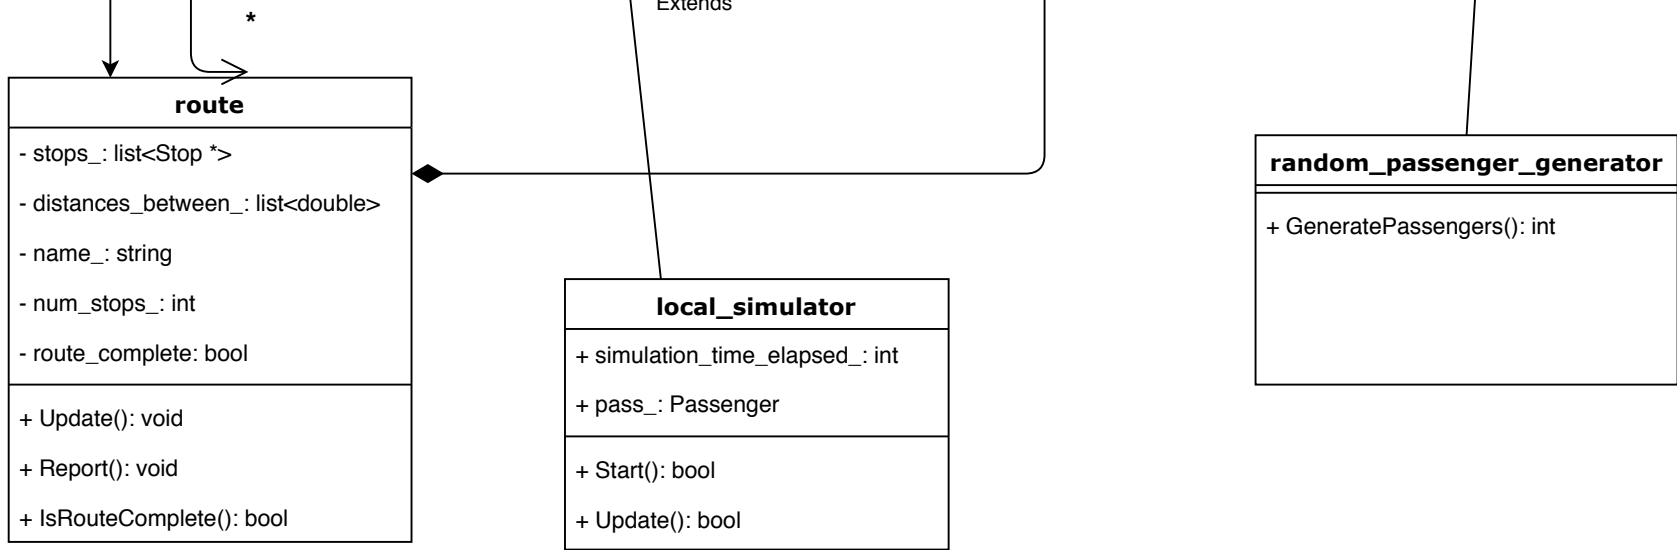 *
Extends
route
- stops_: list<Stop *>
- distances_between_: list<double>
- name_: string
- num_stops_: int
- route_complete: bool
+ Update(): void
+ Report(): void
+ IsRouteComplete(): bool
local_simulator
+ simulation_time_elapsed_: int
+ pass_: Passenger
+ Start(): bool
+ Update(): bool
random_passenger_generator
+ GeneratePassengers(): int